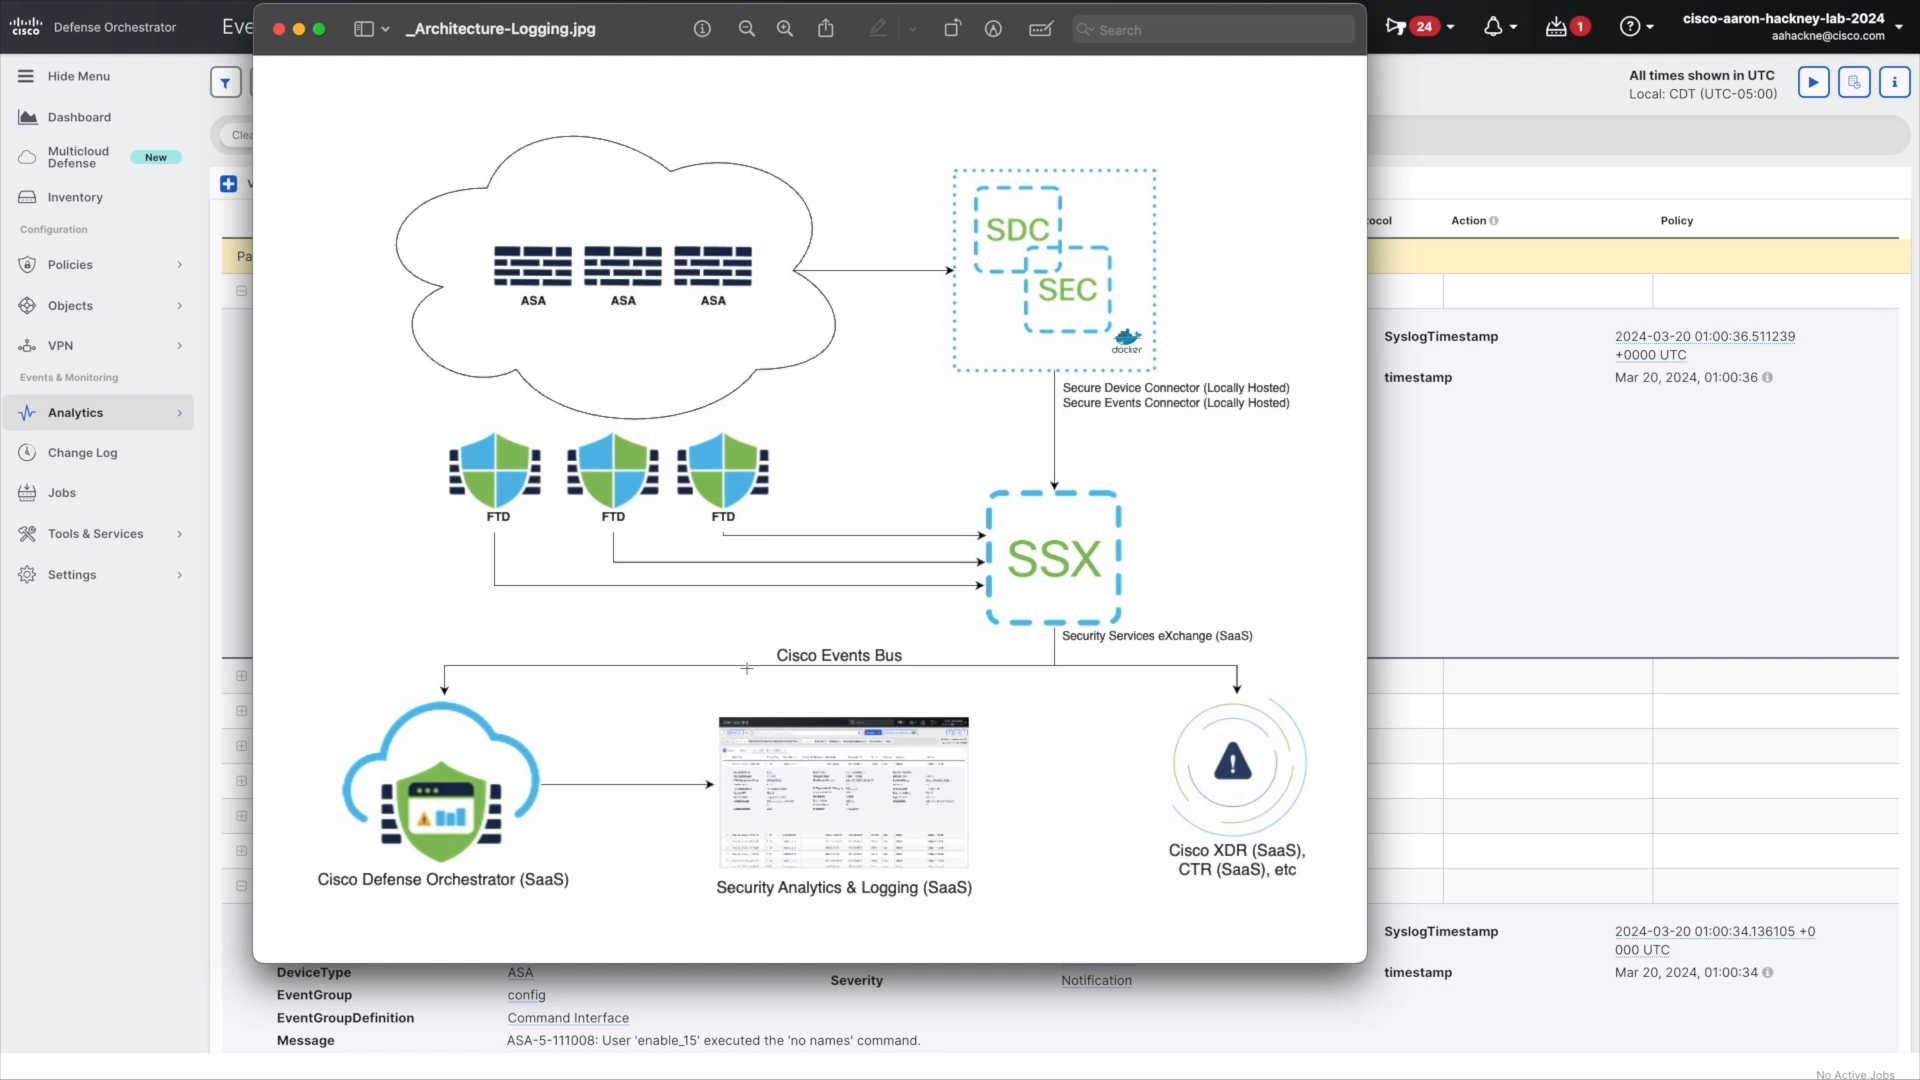 cisco
Defense Orchestrator
Eve
_Architecture-Logging.jpg
Search
24
1
cisco-aaron-hackney-lab-2024
aahackne@cisco.com
Hide Menu
Dashboard
Multicloud
Defense
New
Inventory
Configuration
Policies
Objects
VPN
Events & Monitoring
Analytics
Change Log
Jobs
Tools & Services
Settings
Clea
All times shown in UTC
Local: CDT (UTC-05:00)
ocol
Action
Policy
Pa
ASA
ASA
ASA
SDC
SEC
docker
Secure Device Connector (Locally Hosted)
Secure Events Connector (Locally Hosted)
FTD
FTD
FTD
SSX
Security Services eXchange (SaaS)
Cisco Events Bus
Cisco Defense Orchestrator (SaaS)
Security Analytics & Logging (SaaS)
Cisco XDR (SaaS),
CTR (SaaS), etc
SyslogTimestamp
2024-03-20 01:00:36.511239
+0000 UTC
timestamp
Mar 20, 2024, 01:00:36
SyslogTimestamp
2024-03-20 01:00:34.136105 +0
000 UTC
timestamp
Mar 20, 2024, 01:00:34
DeviceType
ASA
Severity
Notification
EventGroup
config
EventGroupDefinition
Command Interface
Message
ASA-5-111008: User 'enable_15' executed the 'no names' command.
No Active Jobs